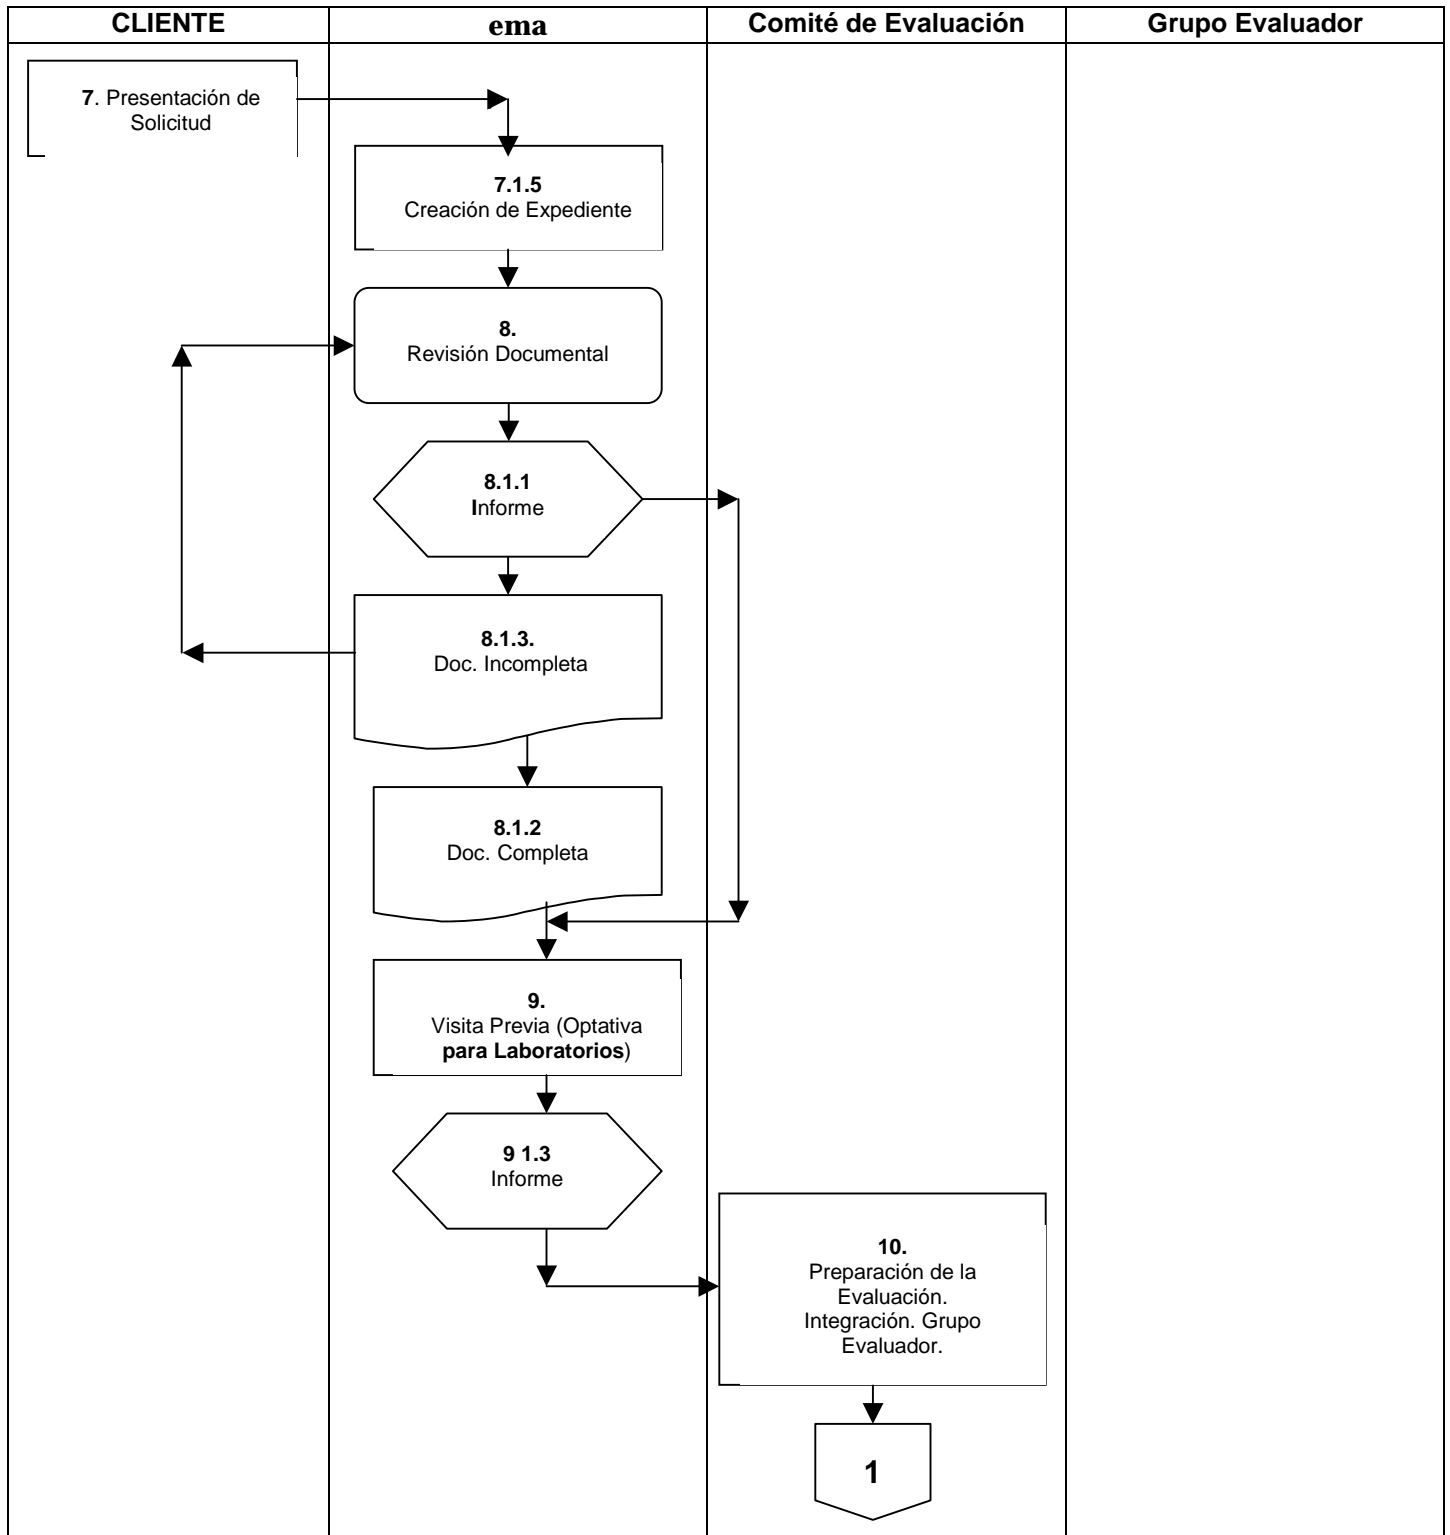 CLIENTE
ema
Comité de Evaluación
Grupo Evaluador
7. Presentación de
Solicitud
7.1.5
Creación de Expediente
8.
Revisión Documental
8.1.1
Informe
8.1.3.
Doc. Incompleta
8.1.2
Doc. Completa
9.
Visita Previa (Optativa
para Laboratorios)
9 1.3
Informe
10.
Preparación de la
Evaluación.
Integración. Grupo
Evaluador.
1